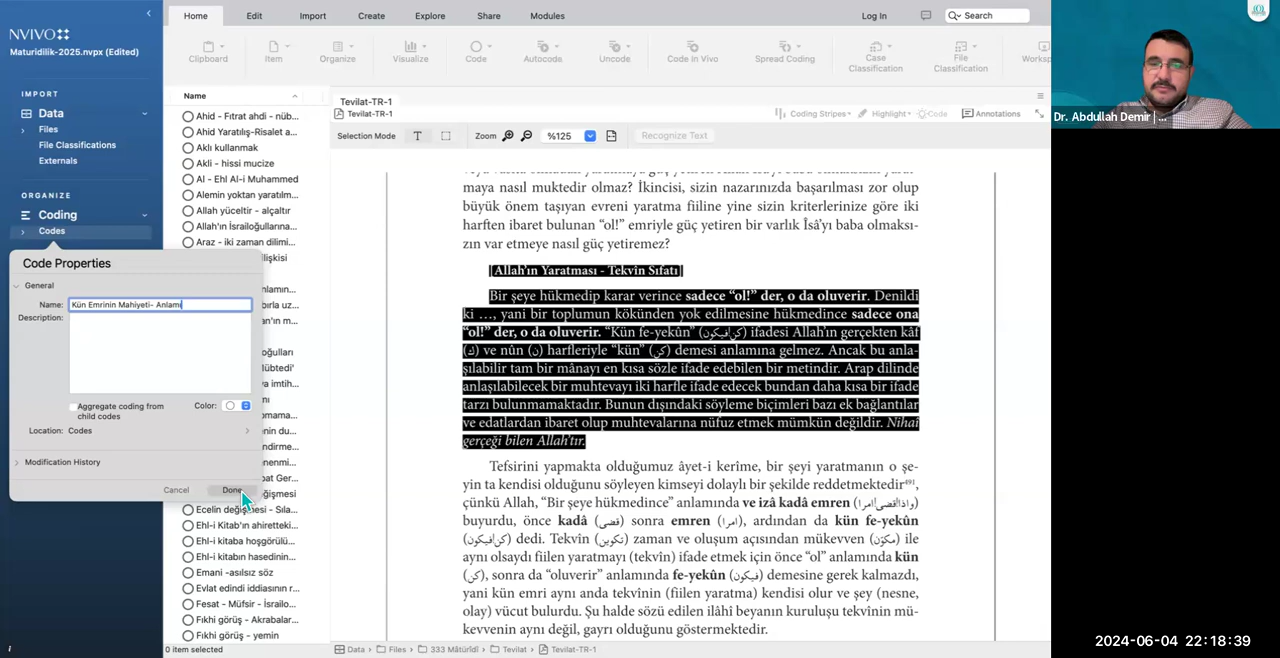 NVIVO
Maturidilik-2025.nvpx (Edited)
IMPORT
Data
Files
File Classifications
Externals
ORGANIZE
Coding
Codes
Home Edit Import Create Explore Share Modules Log In Search
Clipboard Item Organize Visualize Code Autocode Uncode Code In Vivo Spread Coding Case Classification File Classification Worksp
Name
Ahid - Fıtrat ahdi - nüb...
Ahid Yaratılış-Risalet a...
Aklı kullanmak
Akli - hissi mucize
Al - Ehl Al-i Muhammed
Alemin yoktan yaratılm...
Allah yüceltir - alçaltır
Allah'ın İsrailoğullarına...
Araz - iki zaman dilimi...
Ecelin değişmesi - Sıla...
Ehl-i Kitab'ın ahiretteki...
Ehl-i kitaba hoşgörülü...
Ehl-i kitabın hasedinin...
Emani -asılsız söz
Evlat edindi iddiasının r...
Fesat - Müfsir - İsrailo...
Fıkhi görüş - Akrabalar...
Fıkhi görüş - yemin
0 item selected
Code Properties
General
Name: Kün Emrinin Mahiyeti- Anlamı
Description:
Aggregate coding from
child codes
Color:
Location: Codes
Modification History
Cancel Done
Tevilat-TR-1
Tevilat-TR-1 Coding Stripes Highlight Code Annotations
Selection Mode T Zoom %125 Recognize Text
maya nasıl muktedir olmaz? İkincisi, sizin nazarınızda başarılması zor olup
büyük önem taşıyan evreni yaratma fiiline yine sizin kriterlerinize göre iki
harften ibaret bulunan “ol!” emriyle güç yetiren bir varlık Îsâ’yı baba olmaksı-
zın var etmeye nasıl güç yetiremez?
[Allah’ın Yaratması - Tekvîn Sıfatı]
Bir şeye hükmedip karar verince sadece “ol!” der, o da oluverir. Denildi
ki …, yani bir toplumun kökünden yok edilmesine hükmedince sadece ona
“ol!” der, o da oluverir. “Kün fe-yekûn” (كن فيكون) ifadesi Allah’ın gerçekten kâf
(ك) ve nûn (ن) harfleriyle “kün” (كن) demesi anlamına gelmez. Ancak bu anla-
şılabilir tam bir mânayı en kısa sözle ifade edebilen bir metindir. Arap dilinde
anlaşılabilecek bir muhtevayı iki harfle ifade edecek bundan daha kısa bir ifade
tarzı bulunmamaktadır. Bunun dışındaki söyleme biçimleri bazı ek bağlantılar
ve edatlardan ibaret olup muhtevalarına nüfuz etmek mümkün değildir. Nihai
gerçeği bilen Allah’tır.
Tefsirini yapmakta olduğumuz âyet-i kerîme, bir şeyi yaratmanın o şe-
yin ta kendisi olduğunu söyleyen kimseyi dolaylı bir şekilde reddetmektedir⁴⁹¹,
çünkü Allah, “Bir şeye hükmedince” anlamında ve izâ kadâ emren (وإذا قضى أمرا)
buyurdu, önce kadâ (قضى) sonra emren (امرا), ardından da kün fe-yekûn
(كن فيكون) dedi. Tekvîn (تكوين) zaman ve oluşum açısından mükevven (مكوّن) ile
aynı olsaydı fiilen yaratmayı (tekvîn) ifade etmek için önce “ol” anlamında kün
(كن), sonra da “oluverir” anlamında fe-yekûn (فيكون) demesine gerek kalmazdı,
yani kün emri aynı anda tekvînin (fiilen yaratma) kendisi olur ve şey (nesne,
olay) vücut bulurdu. Şu halde sözü edilen ilâhî beyanın kuruluşu tekvînin mü-
kevvenin aynı değil, gayrı olduğunu göstermektedir.
Data › Files › 333 Mâtürîdî › Tevilat › Tevilat-TR-1
Dr. Abdullah Demir | ...
2024-06-04 22:18:39